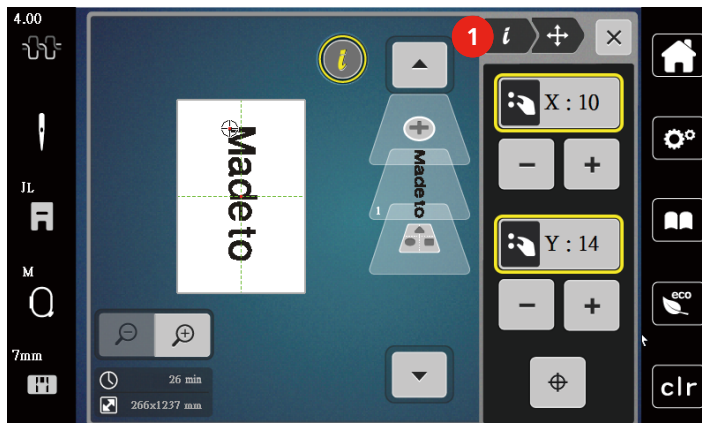 4.00
JL
M
7mm
Made to
26 min
266x1237 mm
i
Made to
1
1
i
X : 10
− +
Y : 14
− +
eco
clr